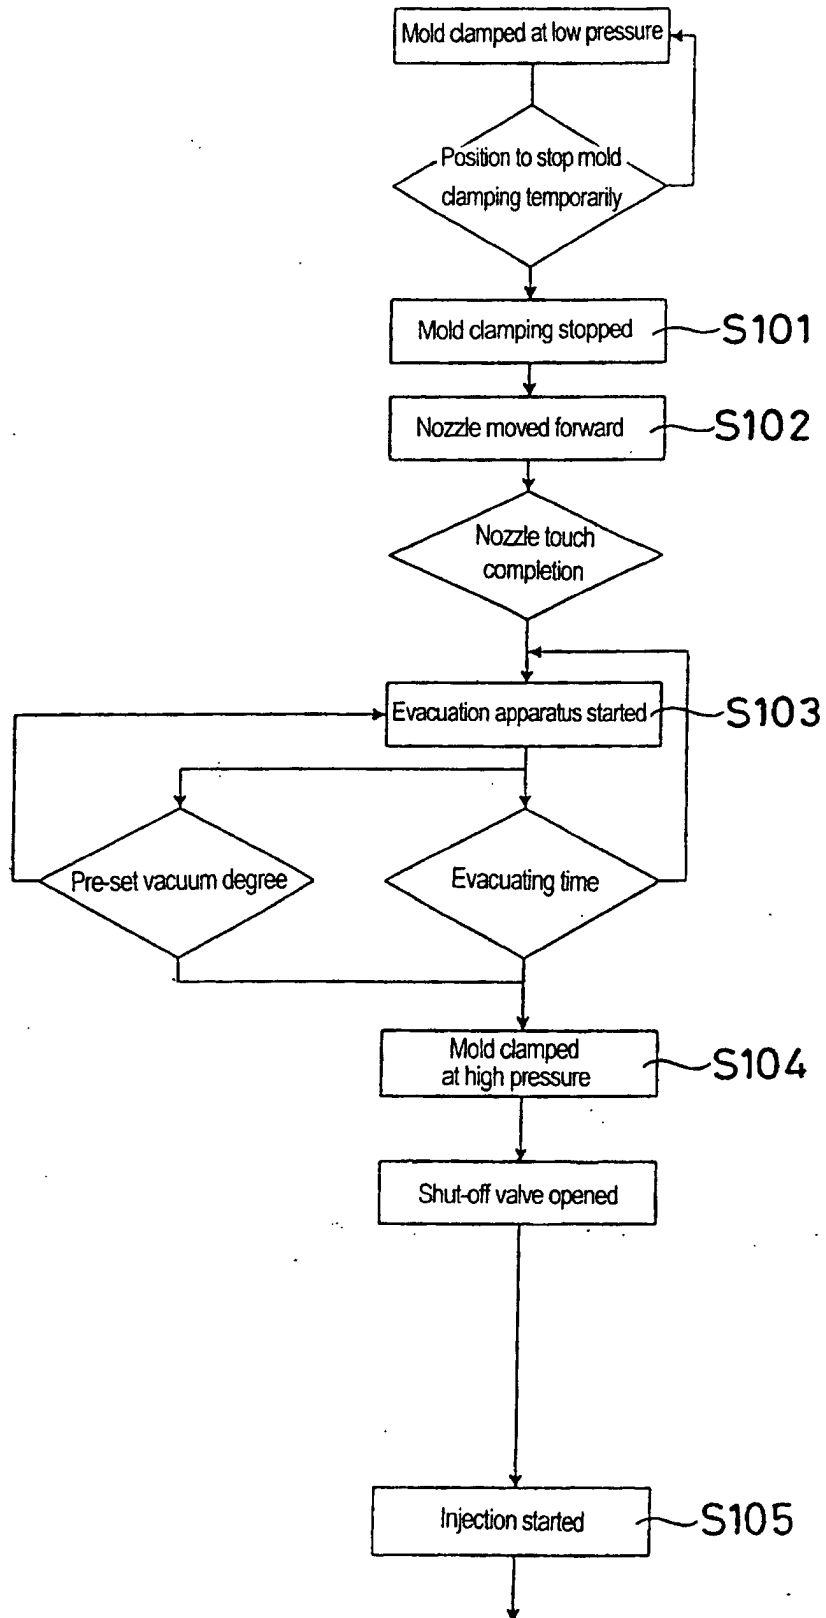 Mold clamped at low pressure
Position to stop mold
clamping temporarily
Mold clamping stopped
S101
Nozzle moved forward
S102
Nozzle touch
completion
Evacuation apparatus started
S103
Pre-set vacuum degree
Evacuating time
Mold clamped
at high pressure
S104
Shut-off valve opened
Injection started
S105